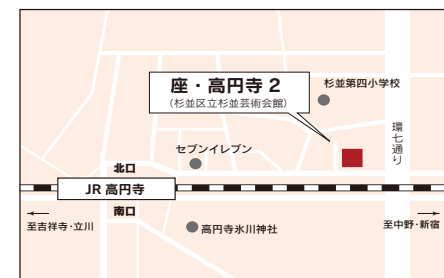 座・高円寺 2
（杉並区立杉並芸術会館）
杉並第四小学校
環七通り
セブンイレブン
北口
JR 高円寺
南口
至吉祥寺・立川
高円寺氷川神社
至中野・新宿